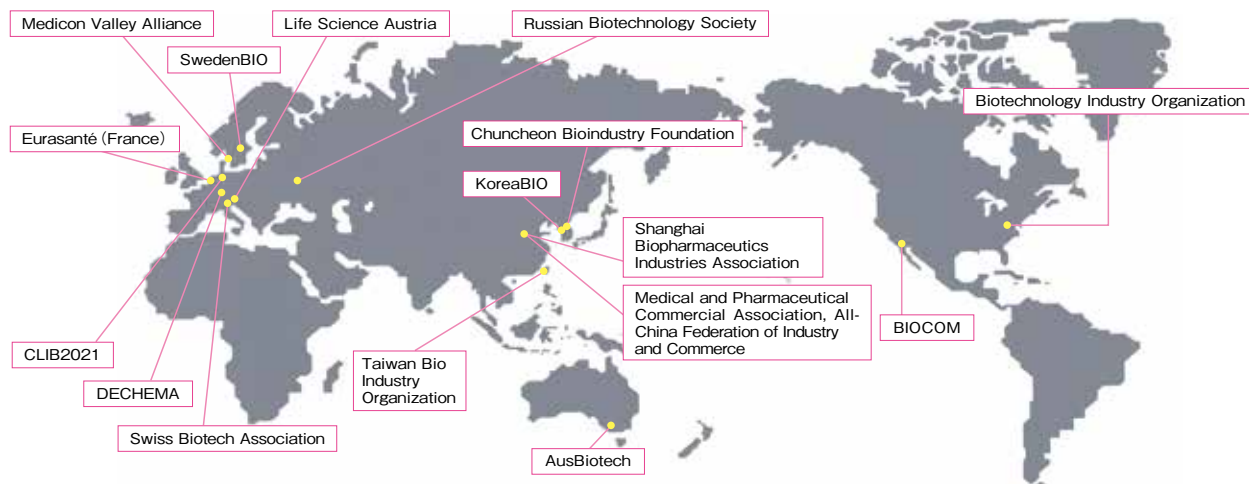 Medicon Valley Alliance
Life Science Austria
Russian Biotechnology Society
SwedenBIO
Biotechnology Industry Organization
Eurasanté（France）
Chuncheon Bioindustry Foundation
KoreaBIO
Shanghai
Biopharmaceutics
Industries Association
Medical and Pharmaceutical
Commercial Association, All-
China Federation of Industry
and Commerce
BIOCOM
CLIB2021
Taiwan Bio
Industry
Organization
DECHEMA
Swiss Biotech Association
AusBiotech